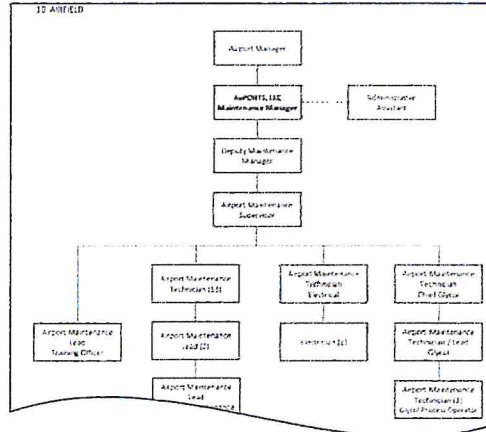 10 AIRFIELD
Airport Manager
AvPORTS, LLC
Maintenance Manager
Administrative
Assistant
Deputy Maintenance
Manager
Airport Maintenance
Supervisor
Airport Maintenance
Lead
Training Officer
Airport Maintenance
Technician (13)
Airport Maintenance
Lead (2)
Airport Maintenance
Lead
Airport Maintenance
Technician
Electrical
Electrician
Airport Maintenance
Technician
Chief Glycol
Airport Maintenance
Technician / Lead
Glycol
Airport Maintenance
Technician
Glycol Process Operator